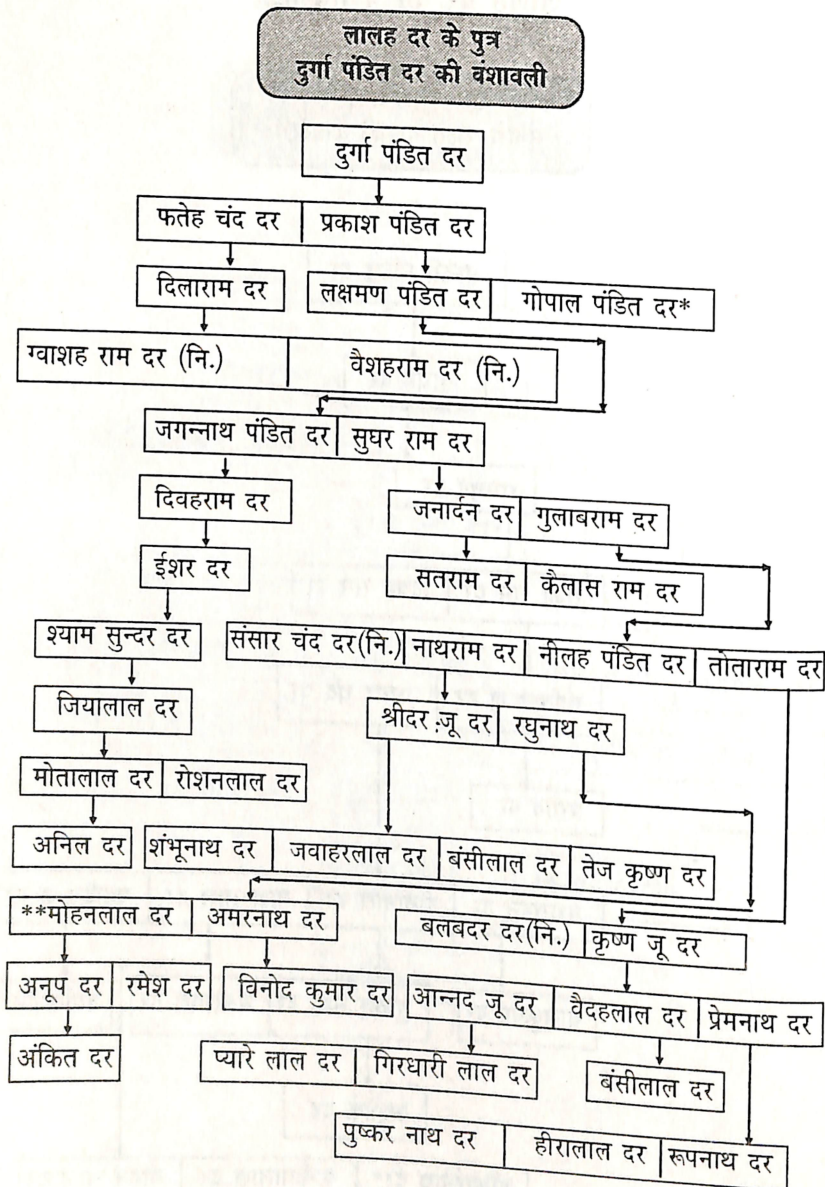 लालह दर के पुत्र
दुर्गा पंडित दर की वंशावली
दुर्गा पंडित दर
फतेह चंद दर प्रकाश पंडित दर
दिलाराम दर लक्षमण पंडित दर गोपाल पंडित दर*
ग्वाशह राम दर (नि.) वैशहराम दर (नि.)
जगन्नाथ पंडित दर सुघर राम दर
दिवहराम दर जनार्दन दर गुलाबराम दर
ईशर दर सतराम दर कैलास राम दर
श्याम सुन्दर दर संसार चंद दर(नि.) नाथराम दर नीलह पंडित दर तोताराम दर
जियालाल दर श्रीदर जू दर रघुनाथ दर
मोतालाल दर रोशनलाल दर
अनिल दर शंभूनाथ दर जवाहरलाल दर बंसीलाल दर तेज कृष्ण दर
**मोहनलाल दर अमरनाथ दर बलबदर दर(नि.) कृष्ण जू दर
अनूप दर रमेश दर विनोद कुमार दर आन्नद जू दर वैदहलाल दर प्रेमनाथ दर
अंकित दर प्यारे लाल दर गिरधारी लाल दर बंसीलाल दर
पुष्कर नाथ दर हीरालाल दर रूपनाथ दर